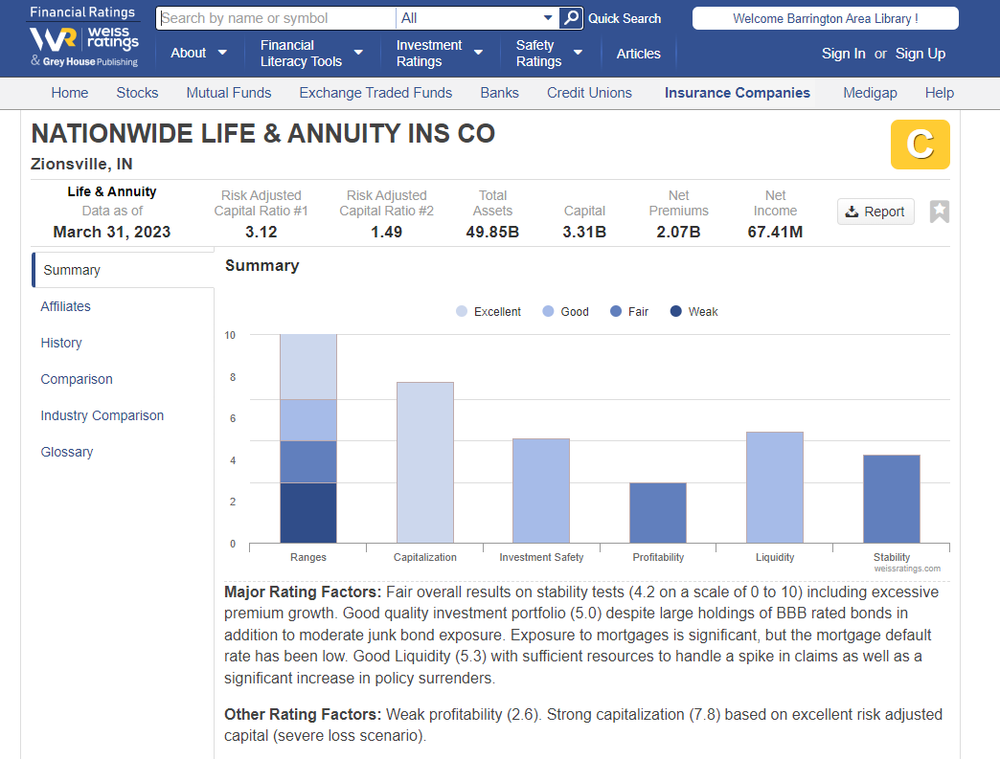 Financial Ratings
WR weiss ratings
& Grey House Publishing
Search by name or symbol
All
Quick Search
Welcome Barrington Area Library !
About
Financial Literacy Tools
Investment Ratings
Safety Ratings
Articles
Sign In or Sign Up
Home Stocks Mutual Funds Exchange Traded Funds Banks Credit Unions Insurance Companies Medigap Help
NATIONWIDE LIFE & ANNUITY INS CO
Zionsville, IN
C
Life & Annuity
Data as of
March 31, 2023
Risk Adjusted
Capital Ratio #1
3.12
Risk Adjusted
Capital Ratio #2
1.49
Total
Assets
49.85B
Capital
3.31B
Net
Premiums
2.07B
Net
Income
67.41M
Report
Summary
Affiliates
History
Comparison
Industry Comparison
Glossary
Summary
Excellent Good Fair Weak
10
8
6
4
2
0
Ranges Capitalization Investment Safety Profitability Liquidity Stability
weissratings.com
Major Rating Factors: Fair overall results on stability tests (4.2 on a scale of 0 to 10) including excessive
premium growth. Good quality investment portfolio (5.0) despite large holdings of BBB rated bonds in
addition to moderate junk bond exposure. Exposure to mortgages is significant, but the mortgage default
rate has been low. Good Liquidity (5.3) with sufficient resources to handle a spike in claims as well as a
significant increase in policy surrenders.
Other Rating Factors: Weak profitability (2.6). Strong capitalization (7.8) based on excellent risk adjusted
capital (severe loss scenario).